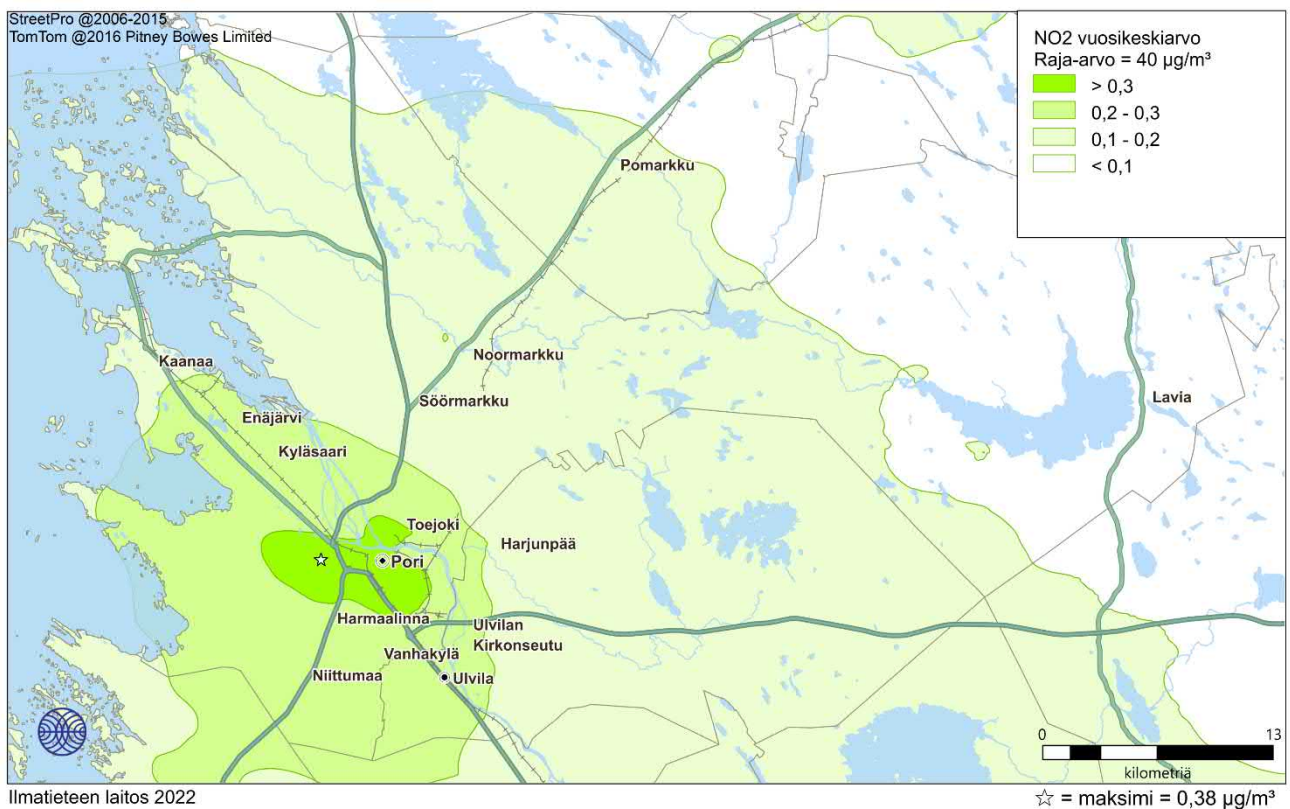 StreetPro @2006-2015
TomTom @2016 Pitney Bowes Limited
NO2 vuosikeskiarvo
Raja-arvo = 40 µg/m³
> 0,3
0,2 - 0,3
0,1 - 0,2
< 0,1
Pomarkku
Kaanaa
Noormarkku
Söörmarkku
Lavia
Enäjärvi
Kyläsaari
Toejoki
Harjunpää
Pori
Harmaalinna
Ulvilan
Kirkonseutu
Vanhakylä
Niittumaa
Ulvila
0 13
kilometriä
Ilmatieteen laitos 2022
☆ = maksimi = 0,38 µg/m³